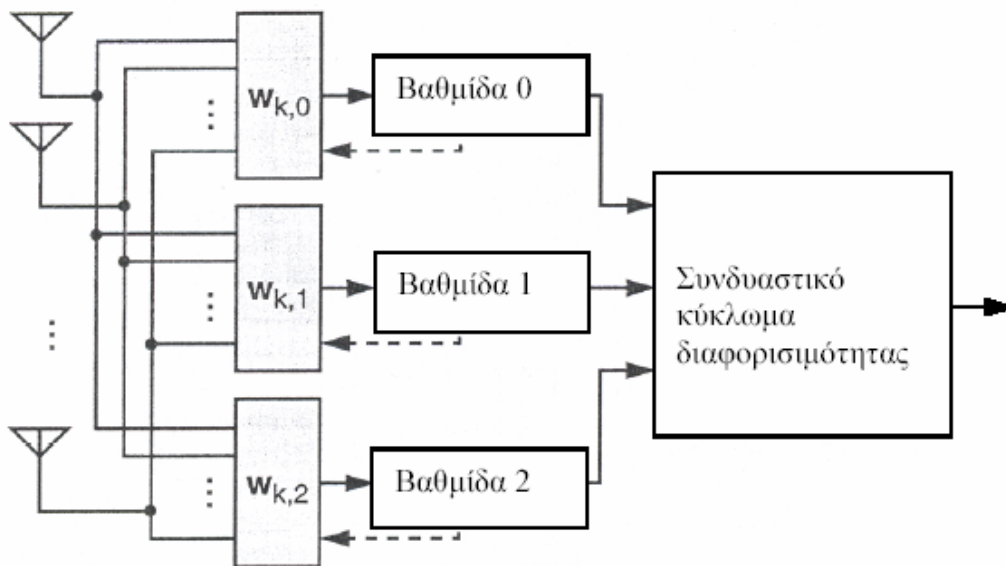 w_{k,0}
Βαθμίδα 0
w_{k,1}
Βαθμίδα 1
Συνδυαστικό
κύκλωμα
διαφορισιμότητας
w_{k,2}
Βαθμίδα 2